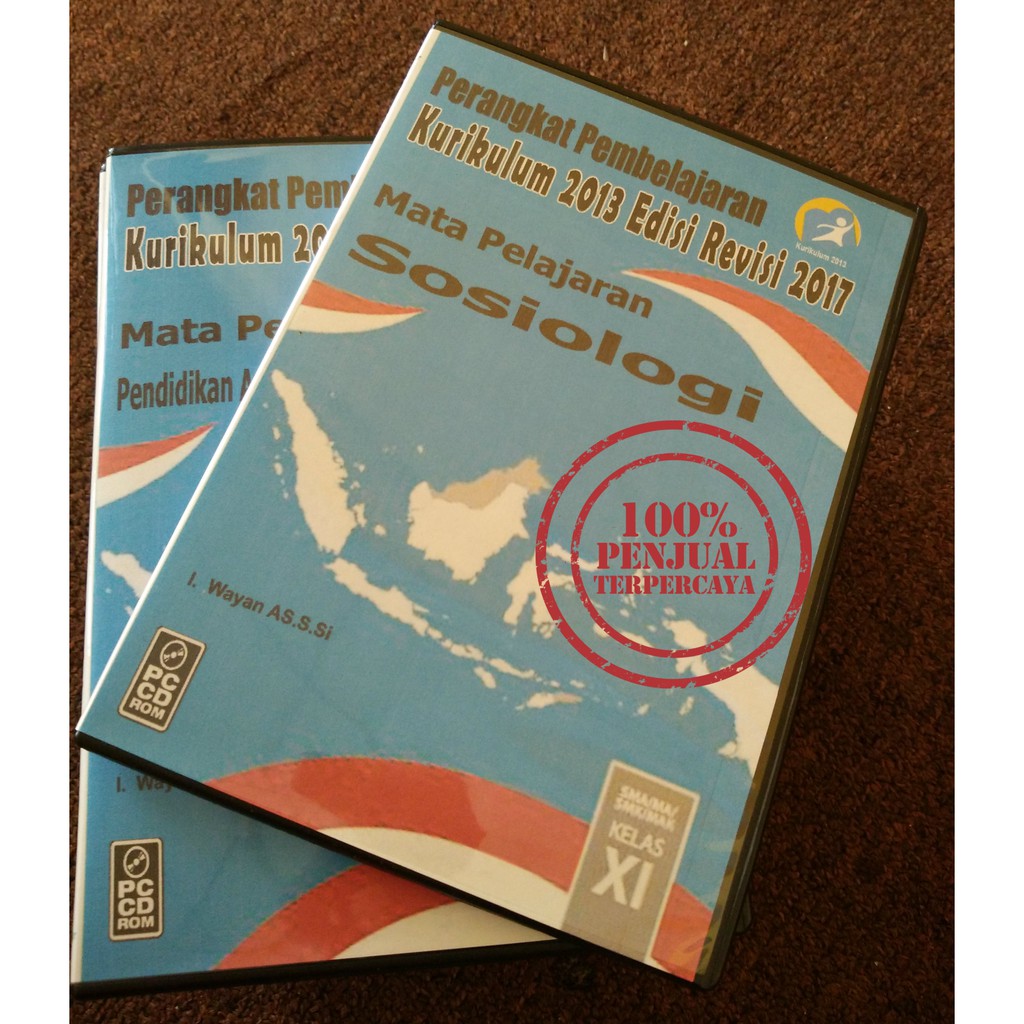 Perangkat Pembelajaran
Kurikulum 2013 Edisi Revisi 2017
Kurikulum 2013
Mata Pelajaran
Sosiologi
100%
PENJUAL
TERPERCAYA
I. Wayan AS.S.Si
PC
CD
ROM
SMA/MA/
SMK/MAK
KELAS
XI
Perangkat Pem
Kurikulum 20
Mata Pe
Pendidikan A
I. Way
PC
CD
ROM